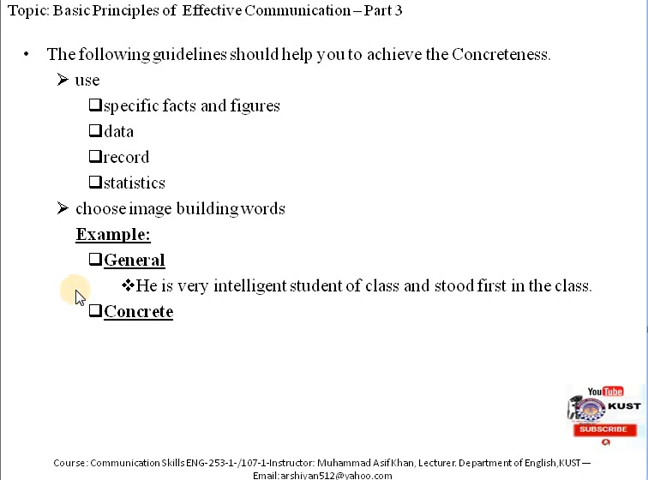 Topic: Basic Principles of Effective Communication – Part 3
• The following guidelines should help you to achieve the Concreteness.
➢ use
❑specific facts and figures
❑data
❑record
❑statistics
➢ choose image building words
Example:
❑General
❖He is very intelligent student of class and stood first in the class.
❑Concrete
YouTube
KUST
SUBSCRIBE
Course: Communication Skills ENG-253-1-/107-1-Instructor: Muhammad Asif Khan, Lecturer. Department of English,KUST—
Email:arshiyan512@yahoo.com